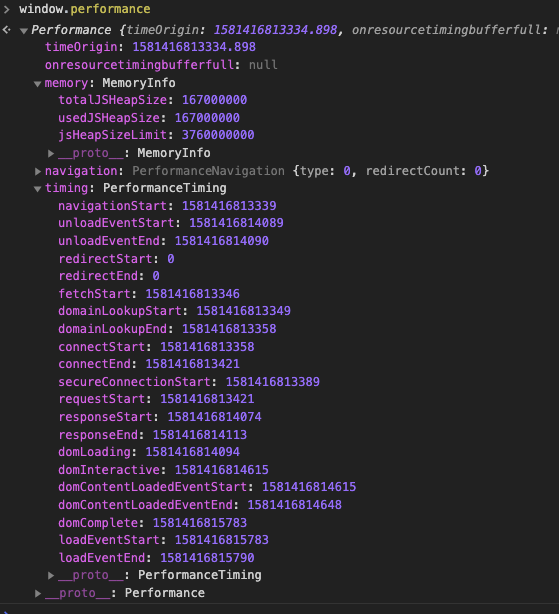 window.performance
Performance {timeOrigin: 1581416813334.898, onresourcetimingbufferfull:
timeOrigin: 1581416813334.898
onresourcetimingbufferfull: null
memory: MemoryInfo
totalJSHeapSize: 167000000
usedJSHeapSize: 167000000
jsHeapSizeLimit: 3760000000
__proto__: MemoryInfo
navigation: PerformanceNavigation {type: 0, redirectCount: 0}
timing: PerformanceTiming
navigationStart: 1581416813339
unloadEventStart: 1581416814089
unloadEventEnd: 1581416814090
redirectStart: 0
redirectEnd: 0
fetchStart: 1581416813346
domainLookupStart: 1581416813349
domainLookupEnd: 1581416813358
connectStart: 1581416813358
connectEnd: 1581416813421
secureConnectionStart: 1581416813389
requestStart: 1581416813421
responseStart: 1581416814074
responseEnd: 1581416814113
domLoading: 1581416814094
domInteractive: 1581416814615
domContentLoadedEventStart: 1581416814615
domContentLoadedEventEnd: 1581416814648
domComplete: 1581416815783
loadEventStart: 1581416815783
loadEventEnd: 1581416815790
__proto__: PerformanceTiming
__proto__: Performance